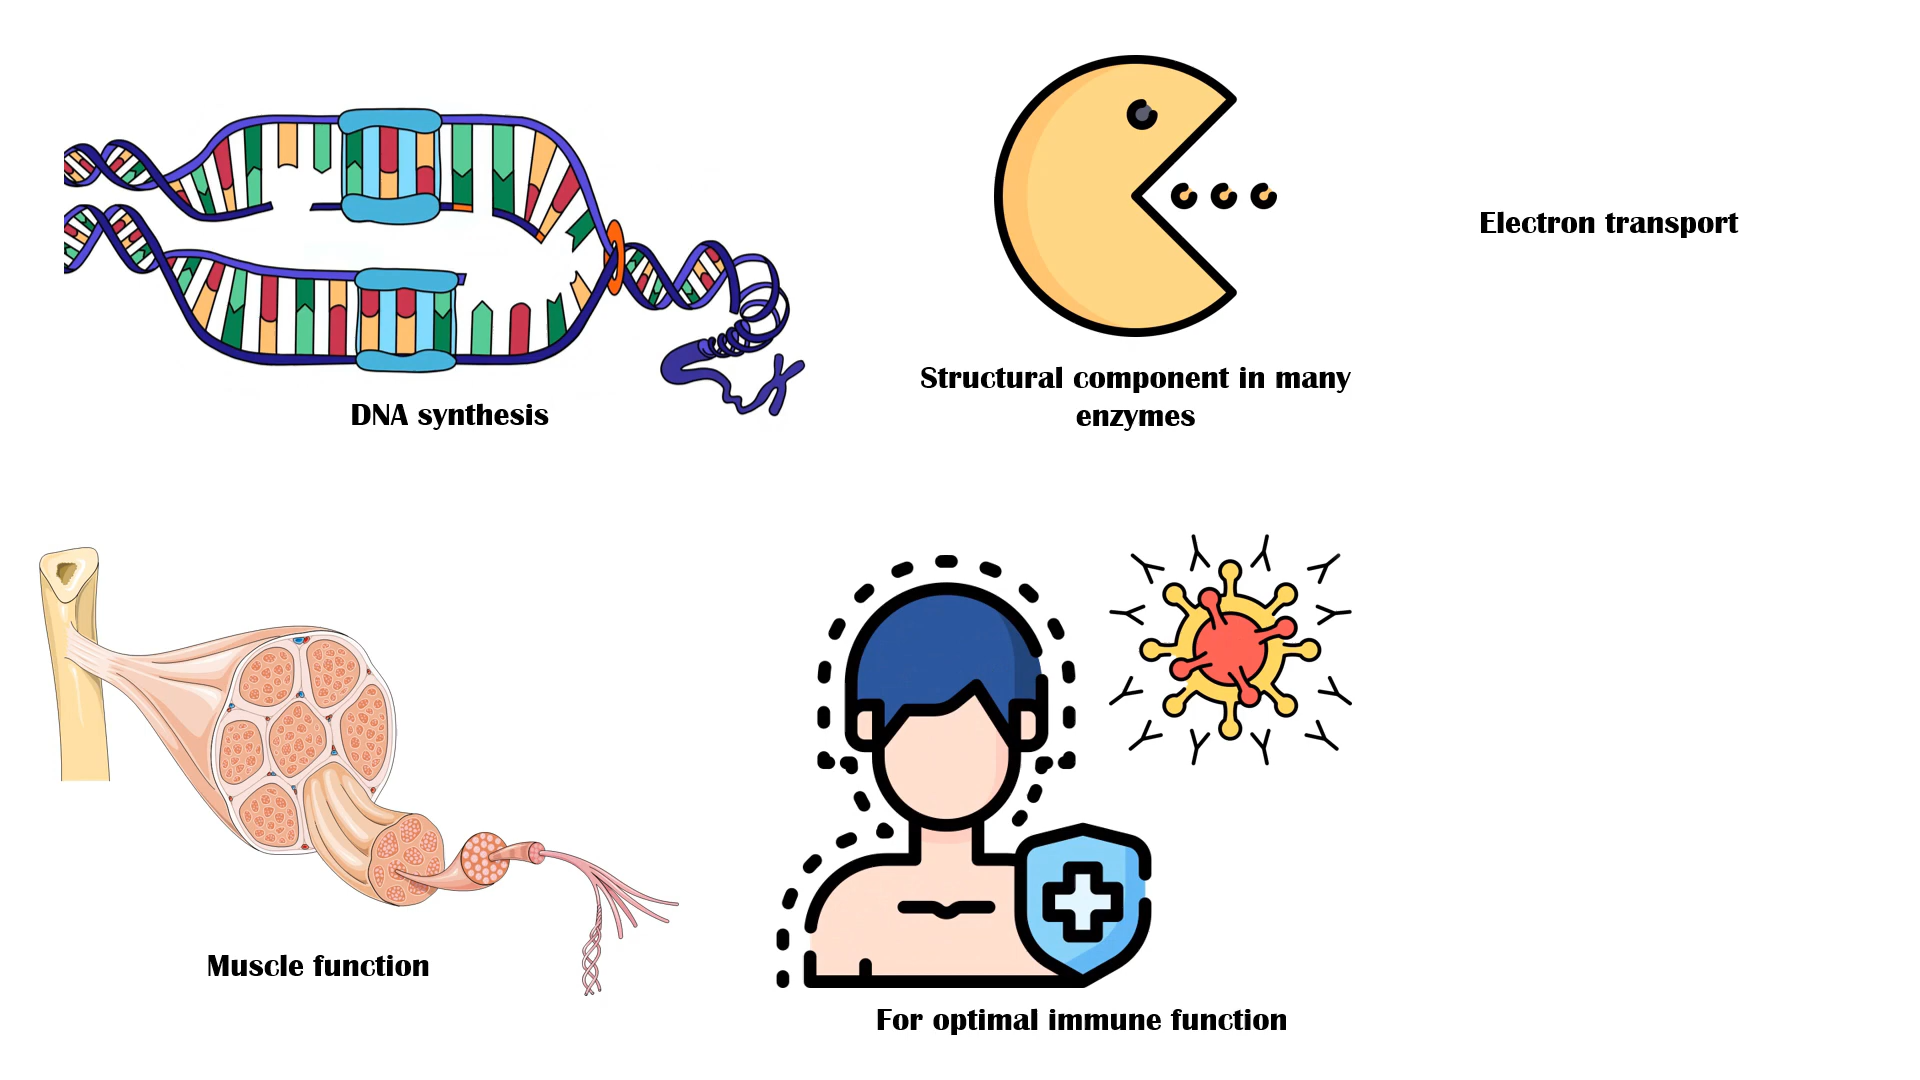 DNA synthesis
Structural component in many
enzymes
Electron transport
Muscle function
For optimal immune function